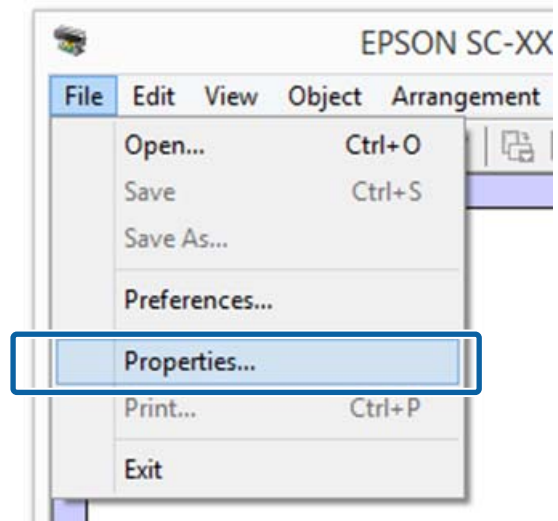 EPSON SC-XX
File Edit View Object Arrangement
Open... Ctrl+O
Save Ctrl+S
Save As...
Preferences...
Properties...
Print... Ctrl+P
Exit